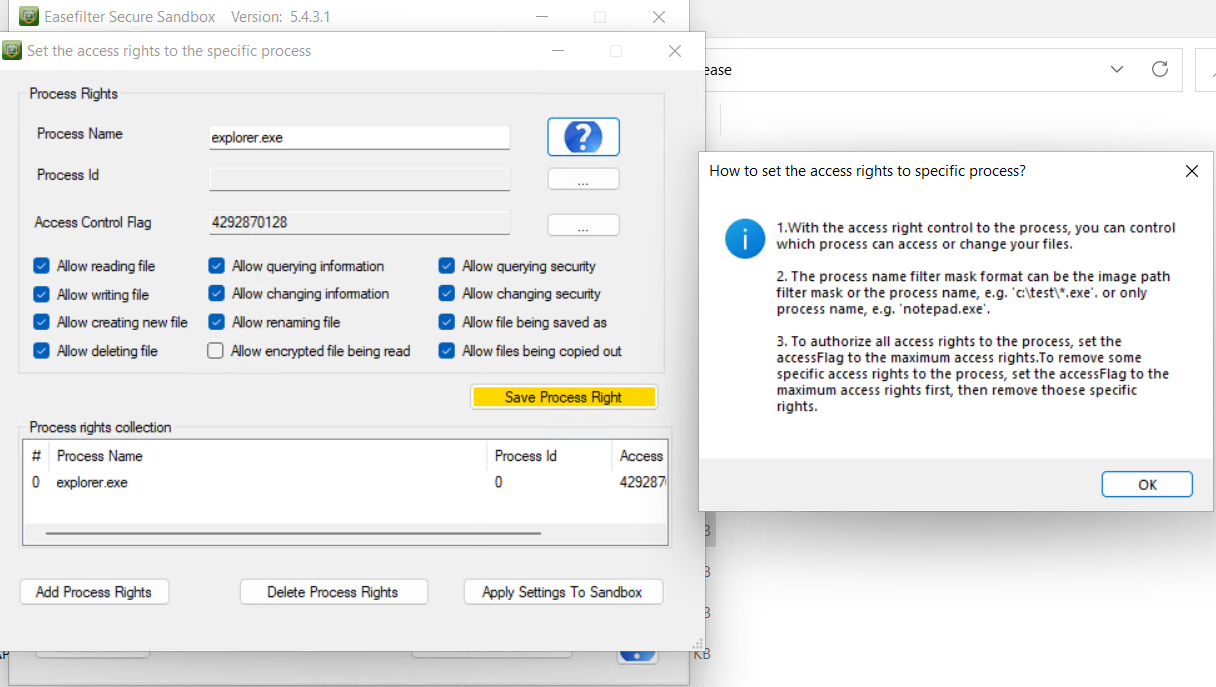 Easefilter Secure Sandbox Version: 5.4.3.1
Set the access rights to the specific process
ease
Process Rights
Process Name
explorer.exe
?
Process Id
...
Access Control Flag
4292870128
...
Allow reading file
Allow querying information
Allow querying security
Allow writing file
Allow changing information
Allow changing security
Allow creating new file
Allow renaming file
Allow file being saved as
Allow deleting file
Allow encrypted file being read
Allow files being copied out
Save Process Right
Process rights collection
# Process Name Process Id Access
0 explorer.exe 0 429287
Add Process Rights
Delete Process Rights
Apply Settings To Sandbox
How to set the access rights to specific process?
i
1.With the access right control to the process, you can control
which process can access or change your files.
2. The process name filter mask format can be the image path
filter mask or the process name, e.g. 'c:\test\*.exe'. or only
process name, e.g. 'notepad.exe'.
3. To authorize all access rights to the process, set the
accessFlag to the maximum access rights.To remove some
specific access rights to the process, set the accessFlag to the
maximum access rights first, then remove thoese specific
rights.
OK
B
B
B
KB